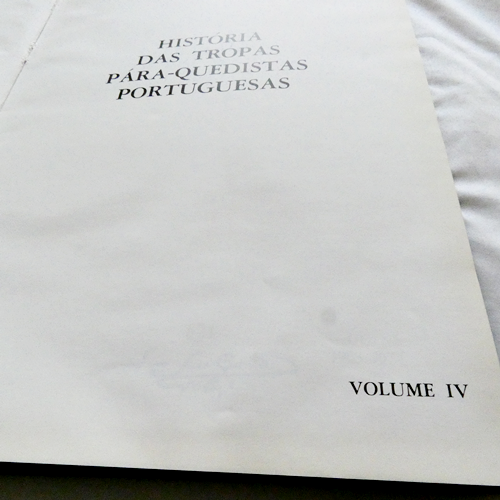 HISTÓRIA
DAS TROPAS
PÁRA-QUEDISTAS
PORTUGUESAS
VOLUME IV